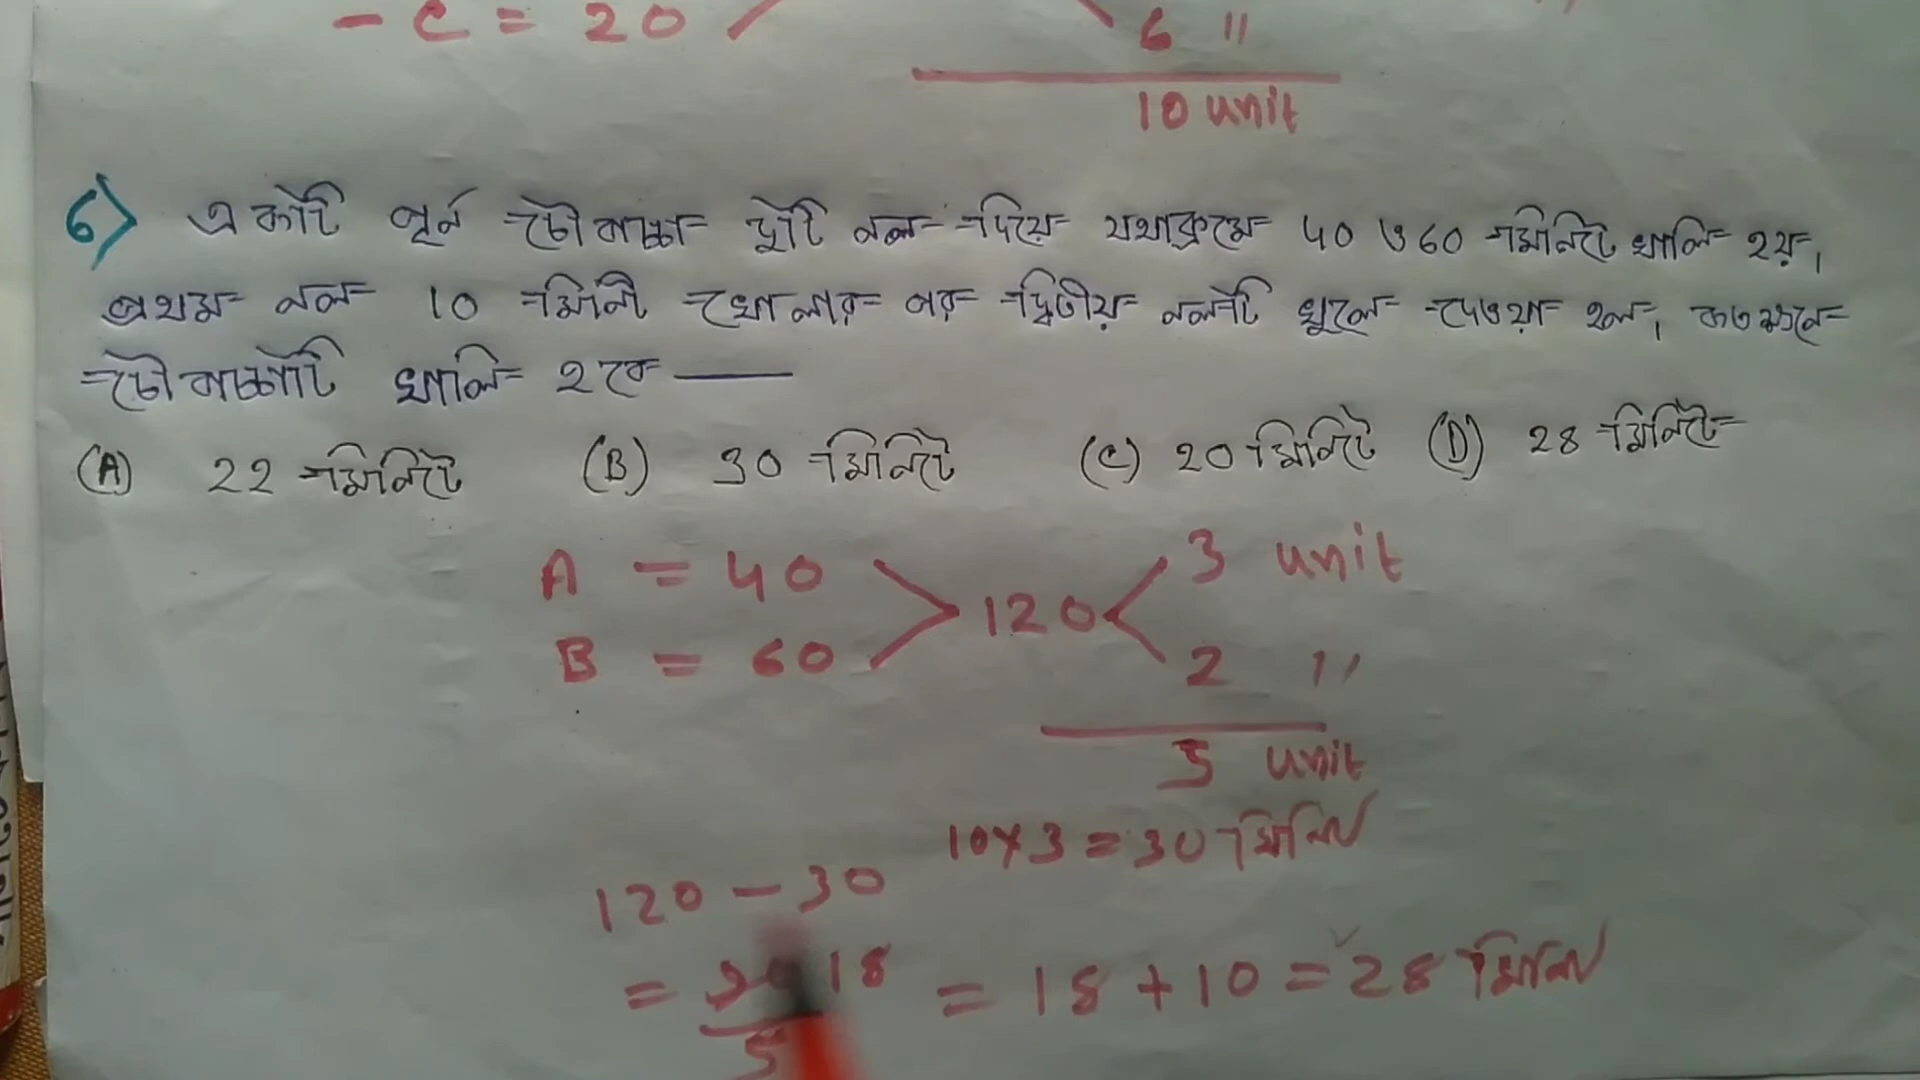 - C = 20
6 "
10 unit
6) একটি পূর্ন চৌবাচ্চা দুটি নল দিয়ে যথাক্রমে 40 ও 60 মিনিটে খালি হয়,
প্রথম নল 10 মিনিট খোলার পর দ্বিতীয় নলটি খুলে দেওয়া হল, কতক্ষনে
চৌবাচ্চাটি খালি হবে —
(A) 22 মিনিটে (B) 30 মিনিটে (C) 20 মিনিটে (D) 28 মিনিটে
A = 40 > 120 < 3 unit
B = 60 2 "
5 unit
10×3 = 30 মিনিট
120 - 30
= 90 18 = 18 + 10 = 28 মিনিট
5